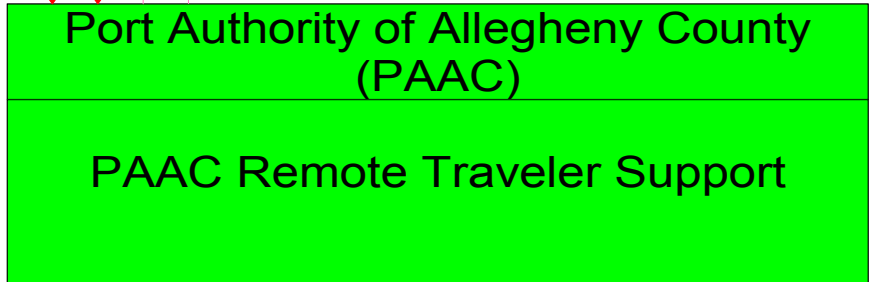 Port Authority of Allegheny County
(PAAC)
PAAC Remote Traveler Support